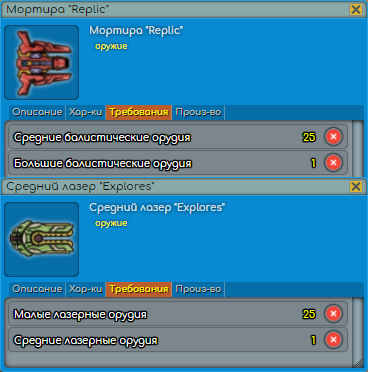 Мортира "Replic"
Мортира "Replic"
оружие
Описание Хар-ки Требования Произ-во
Средние балистические орудия 25
Большие балистические орудия 1
Средний лазер "Explores"
Средний лазер "Explores"
оружие
Описание Хар-ки Требования Произ-во
Малые лазерные орудия 25
Средние лазерные орудия 1